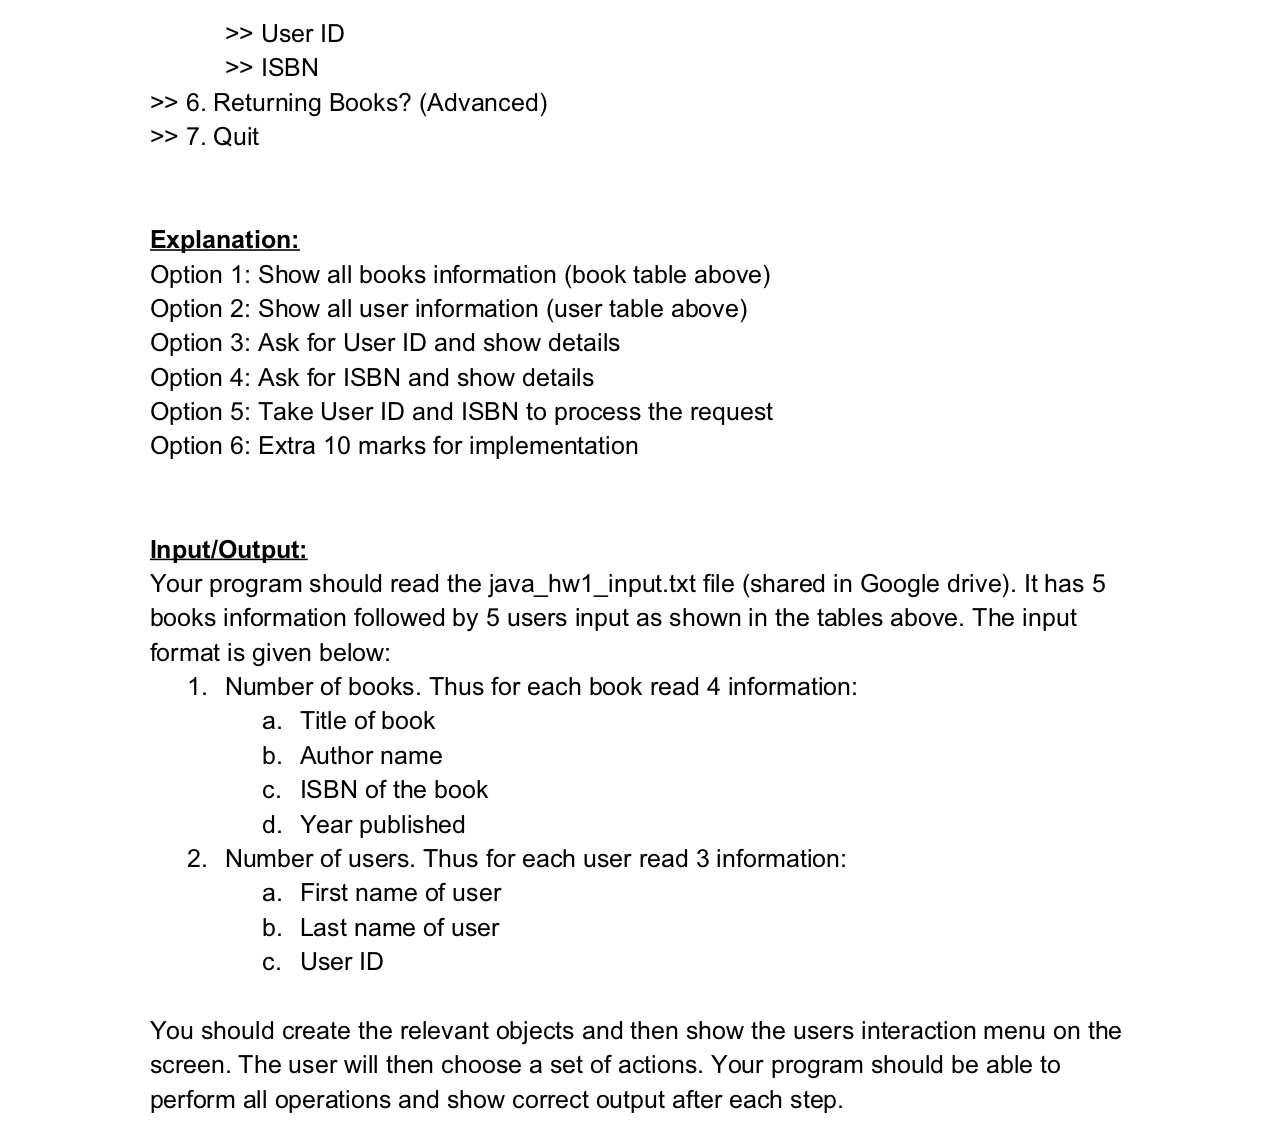 >> User ID
>> ISBN
>> 6. Returning Books? (Advanced)
>> 7. Quit
Explanation:
Option 1: Show all books information (book table above)
Option 2: Show all user information (user table above)
Option 3: Ask for User ID and show details
Option 4: Ask for ISBN and show details
Option 5: Take User ID and ISBN to process the request
Option 6: Extra 10 marks for implementation
Input/Output:
Your program should read the java_hw1_input.txt file (shared in Google drive). It has 5
books information followed by 5 users input as shown in the tables above. The input
format is given below:
1. Number of books. Thus for each book read 4 information:
a. Title of book
b. Author name
c. ISBN of the book
d. Year published
2. Number of users. Thus for each user read 3 information:
a. First name of user
b. Last name of user
c. User ID
You should create the relevant objects and then show the users interaction menu on the
screen. The user will then choose a set of actions. Your program should be able to
perform all operations and show correct output after each step.